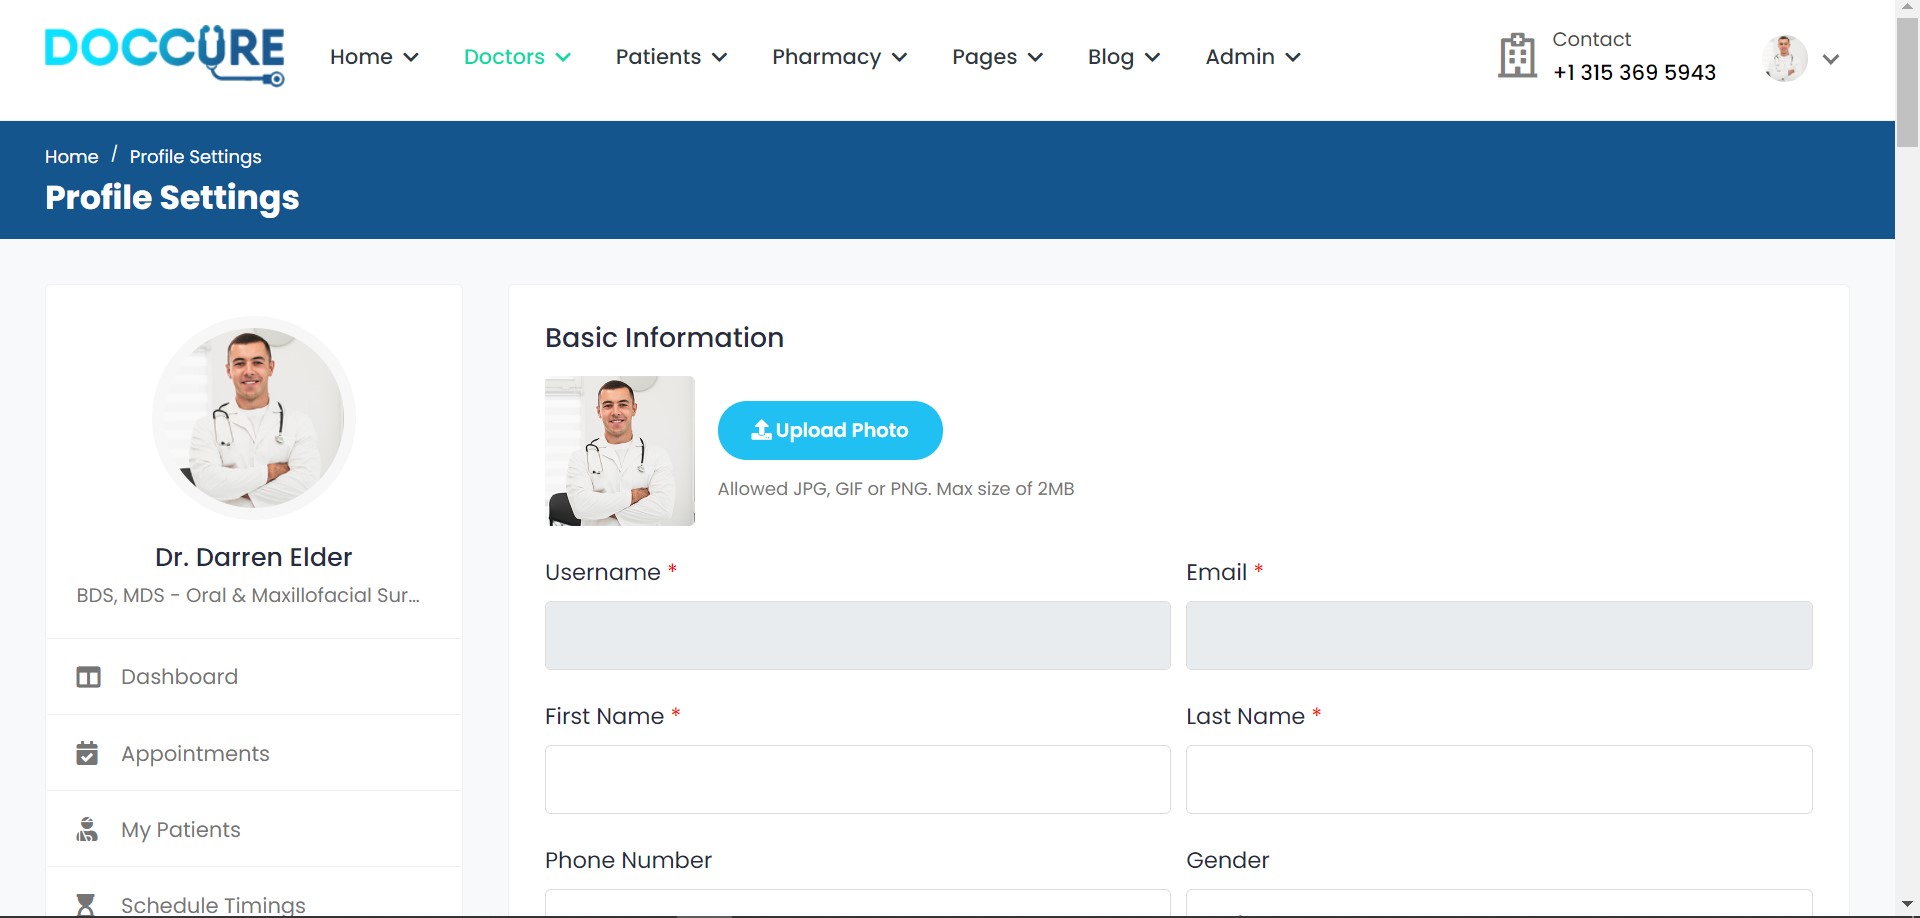 DOCCURE
Home
Doctors
Patients
Pharmacy
Pages
Blog
Admin
Contact
+1 315 369 5943
Home / Profile Settings
Profile Settings
Dr. Darren Elder
BDS, MDS - Oral & Maxillofacial Sur...
Dashboard
Appointments
My Patients
Schedule Timings
Basic Information
Upload Photo
Allowed JPG, GIF or PNG. Max size of 2MB
Username *
Email *
First Name *
Last Name *
Phone Number
Gender